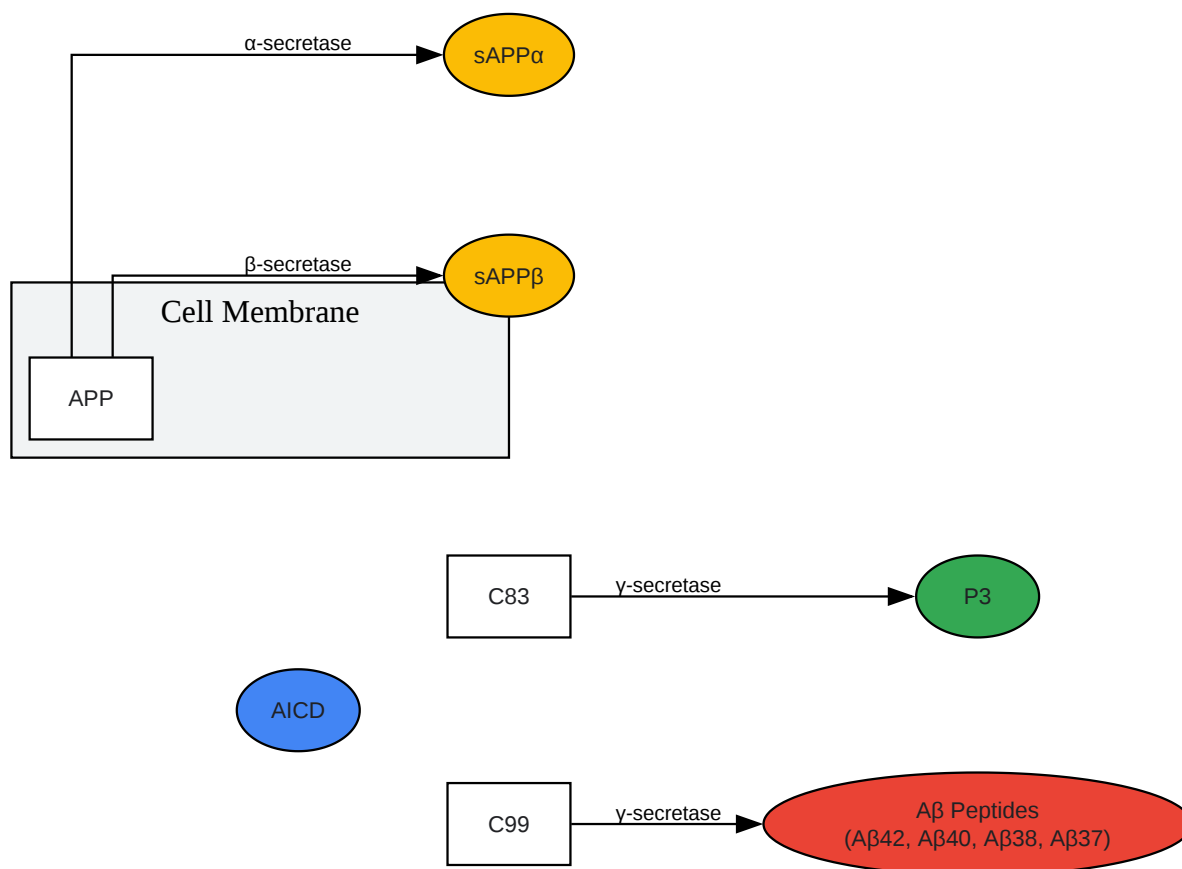 α-secretase
sAPPα
β-secretase
sAPPβ
Cell Membrane
APP
C83
γ-secretase
P3
AICD
C99
γ-secretase
Aβ Peptides
(Aβ42, Aβ40, Aβ38, Aβ37)